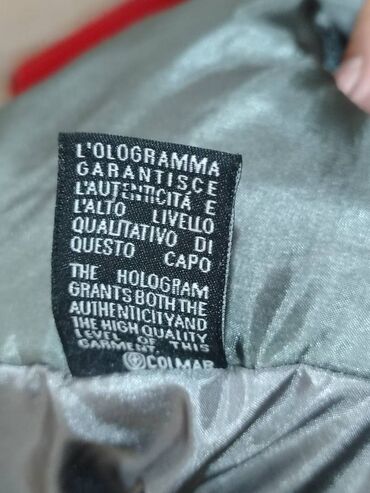 L'OLOGRAMMA
GARANTISCE
L'AUTENTICITÀ E
L'ALTO LIVELLO
QUALITATIVO DI
QUESTO CAPO
THE HOLOGRAM
GRANTS BOTH THE
AUTHENTICITY AND
THE HIGH QUALITY
LEVEL OF THIS
GARMENT.
COLMAR